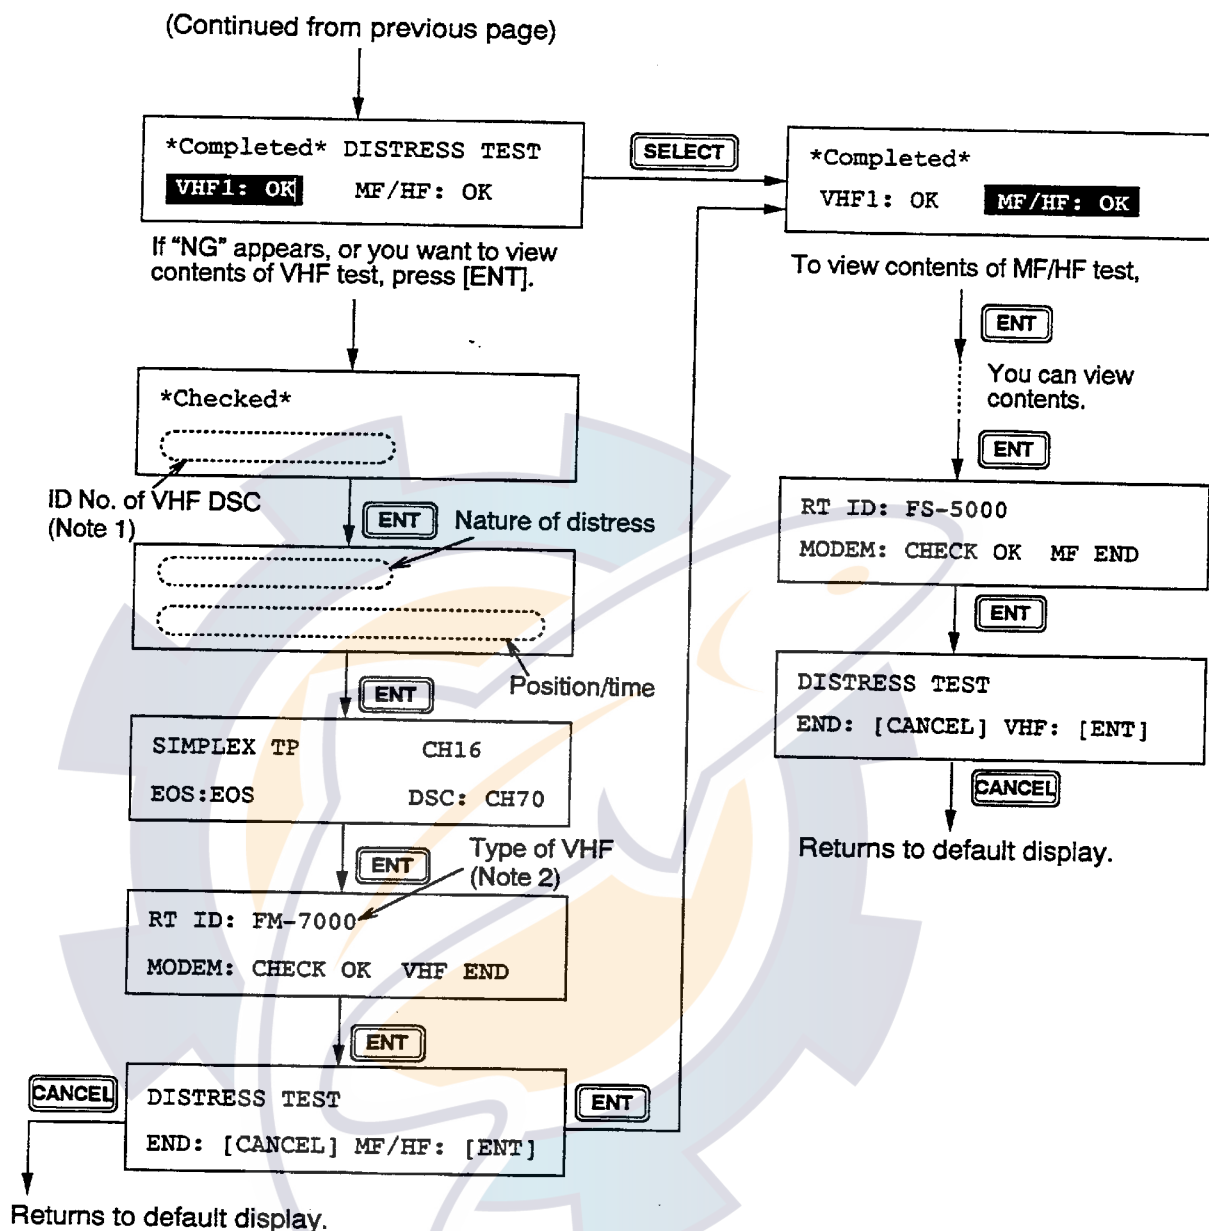 (Continued from previous page)
*Completed* DISTRESS TEST
VHF1: OK MF/HF: OK
If “NG” appears, or you want to view
contents of VHF test, press [ENT].
*Checked*
ID No. of VHF DSC
(Note 1)
ENT
Nature of distress
Position/time
ENT
SIMPLEX TP CH16
EOS:EOS DSC: CH70
ENT
Type of VHF
(Note 2)
RT ID: FM-7000
MODEM: CHECK OK VHF END
ENT
CANCEL
DISTRESS TEST
END: [CANCEL] MF/HF: [ENT]
ENT
Returns to default display.
SELECT
*Completed*
VHF1: OK MF/HF: OK
To view contents of MF/HF test,
ENT
You can view
contents.
ENT
RT ID: FS-5000
MODEM: CHECK OK MF END
ENT
DISTRESS TEST
END: [CANCEL] VHF: [ENT]
CANCEL
Returns to default display.